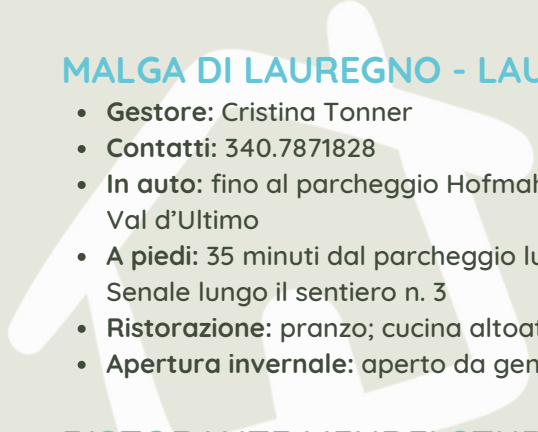 MALGA DI LAUREGNO - LAU
• Gestore: Cristina Tonner
• Contatti: 340.7871828
• In auto: fino al parcheggio Hofmah
Val d’Ultimo
• A piedi: 35 minuti dal parcheggio lu
Senale lungo il sentiero n. 3
• Ristorazione: pranzo; cucina altoat
• Apertura invernale: aperto da gen